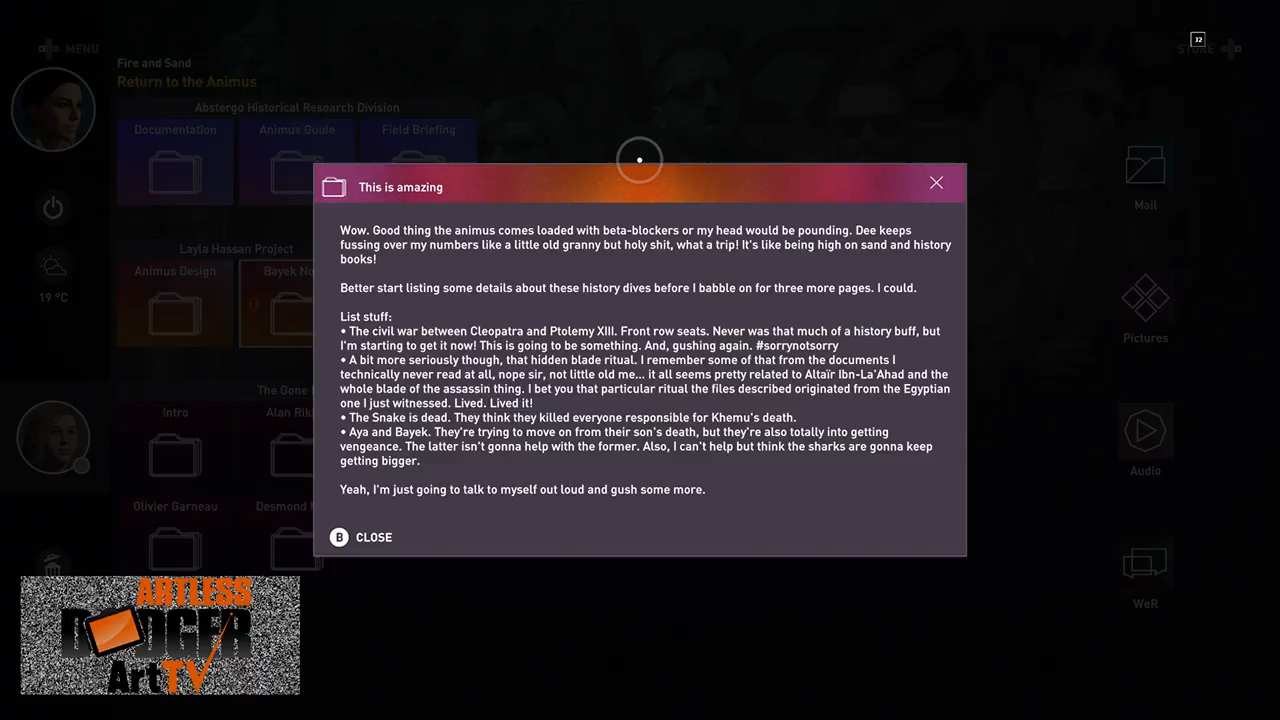 MENU
32
STORE
Fire and Sand
Return to the Animus
Abstergo Historical Research Division
Documentation
Animus Guide
Field Briefing
This is amazing
Wow. Good thing the animus comes loaded with beta-blockers or my head would be pounding. Dee keeps
fussing over my numbers like a little old granny but holy shit, what a trip! It's like being high on sand and history
books!
Better start listing some details about these history dives before I babble on for three more pages. I could.
List stuff:
• The civil war between Cleopatra and Ptolemy XIII. Front row seats. Never was that much of a history buff, but
I'm starting to get it now! This is going to be something. And, gushing again. #sorrynotsorry
• A bit more seriously though, that hidden blade ritual. I remember some of that from the documents I
technically never read at all, nope sir, not little old me... it all seems pretty related to Altaïr Ibn-La'Ahad and the
whole blade of the assassin thing. I bet you that particular ritual the files described originated from the Egyptian
one I just witnessed. Lived. Lived it!
• The Snake is dead. They think they killed everyone responsible for Khemu's death.
• Aya and Bayek. They're trying to move on from their son's death, but they're also totally into getting
vengeance. The latter isn't gonna help with the former. Also, I can't help but think the sharks are gonna keep
getting bigger.
Yeah, I'm just going to talk to myself out loud and gush some more.
B CLOSE
Layla Hassan Project
Animus Design
Bayek No
19 °C
The Gone
Intro
Alan Rik
Olivier Garneau
Desmond
Mail
Pictures
Audio
WeR
ARTLESS
DODGER
ArtTV